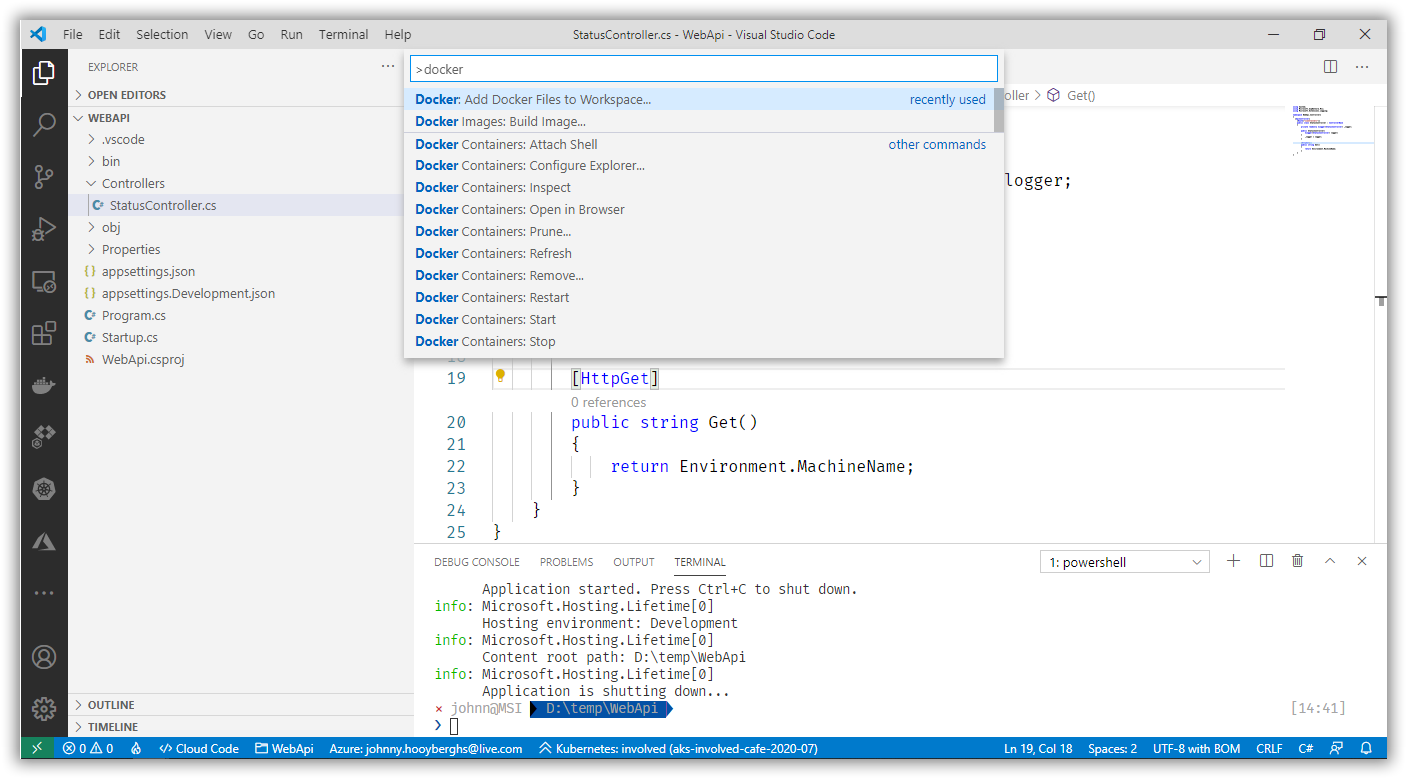 File Edit Selection View Go Run Terminal Help
StatusController.cs - WebApi - Visual Studio Code
EXPLORER
OPEN EDITORS
WEBAPI
.vscode
bin
Controllers
StatusController.cs
obj
Properties
appsettings.json
appsettings.Development.json
Program.cs
Startup.cs
WebApi.csproj
OUTLINE
TIMELINE
>docker
Docker: Add Docker Files to Workspace... recently used
Docker Images: Build Image...
Docker Containers: Attach Shell other commands
Docker Containers: Configure Explorer...
Docker Containers: Inspect
Docker Containers: Open in Browser
Docker Containers: Prune...
Docker Containers: Refresh
Docker Containers: Remove...
Docker Containers: Restart
Docker Containers: Start
Docker Containers: Stop
oller > Get()
logger;
19 [HttpGet]
0 references
20 public string Get()
21 {
22 return Environment.MachineName;
23 }
24 }
25 }
DEBUG CONSOLE PROBLEMS OUTPUT TERMINAL 1: powershell
Application started. Press Ctrl+C to shut down.
info: Microsoft.Hosting.Lifetime[0]
Hosting environment: Development
info: Microsoft.Hosting.Lifetime[0]
Content root path: D:\temp\WebApi
info: Microsoft.Hosting.Lifetime[0]
Application is shutting down...
× johnn@MSI D:\temp\WebApi [14:41]
❯
0 0 Cloud Code WebApi Azure: johnny.hooyberghs@live.com Kubernetes: involved (aks-involved-cafe-2020-07) Ln 19, Col 18 Spaces: 2 UTF-8 with BOM CRLF C#